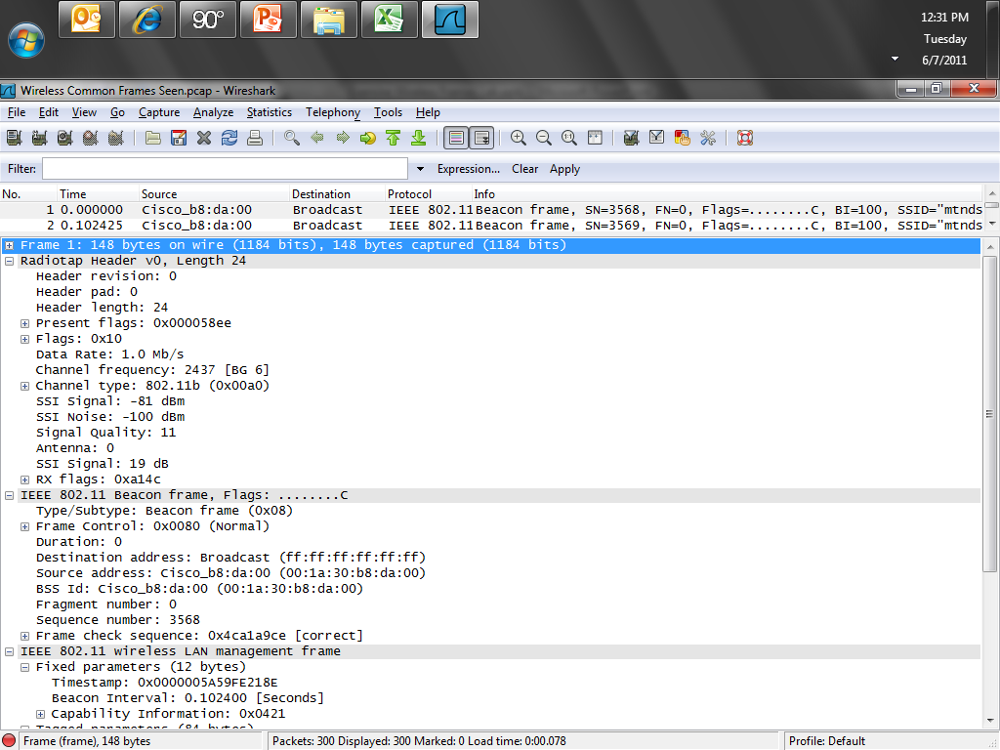 90°
12:31 PM
Tuesday
6/7/2011
Wireless Common Frames Seen.pcap - Wireshark
File Edit View Go Capture Analyze Statistics Telephony Tools Help
Filter: Expression... Clear Apply
No. Time Source Destination Protocol Info
1 0.000000 Cisco_b8:da:00 Broadcast IEEE 802.11 Beacon frame, SN=3568, FN=0, Flags=........C, BI=100, SSID="mtnds
2 0.102425 Cisco_b8:da:00 Broadcast IEEE 802.11 Beacon frame, SN=3569, FN=0, Flags=........C, BI=100, SSID="mtnds
Frame 1: 148 bytes on wire (1184 bits), 148 bytes captured (1184 bits)
Radiotap Header v0, Length 24
Header revision: 0
Header pad: 0
Header length: 24
Present flags: 0x000058ee
Flags: 0x10
Data Rate: 1.0 Mb/s
Channel frequency: 2437 [BG 6]
Channel type: 802.11b (0x00a0)
SSI Signal: -81 dBm
SSI Noise: -100 dBm
Signal Quality: 11
Antenna: 0
SSI Signal: 19 dB
RX flags: 0xa14c
IEEE 802.11 Beacon frame, Flags: ........C
Type/Subtype: Beacon frame (0x08)
Frame Control: 0x0080 (Normal)
Duration: 0
Destination address: Broadcast (ff:ff:ff:ff:ff:ff)
Source address: Cisco_b8:da:00 (00:1a:30:b8:da:00)
BSS Id: Cisco_b8:da:00 (00:1a:30:b8:da:00)
Fragment number: 0
Sequence number: 3568
Frame check sequence: 0x4ca1a9ce [correct]
IEEE 802.11 wireless LAN management frame
Fixed parameters (12 bytes)
Timestamp: 0x0000005A59FE218E
Beacon Interval: 0.102400 [Seconds]
Capability Information: 0x0421
Tagged parameters (84 bytes)
Frame (frame), 148 bytes Packets: 300 Displayed: 300 Marked: 0 Load time: 0:00.078 Profile: Default